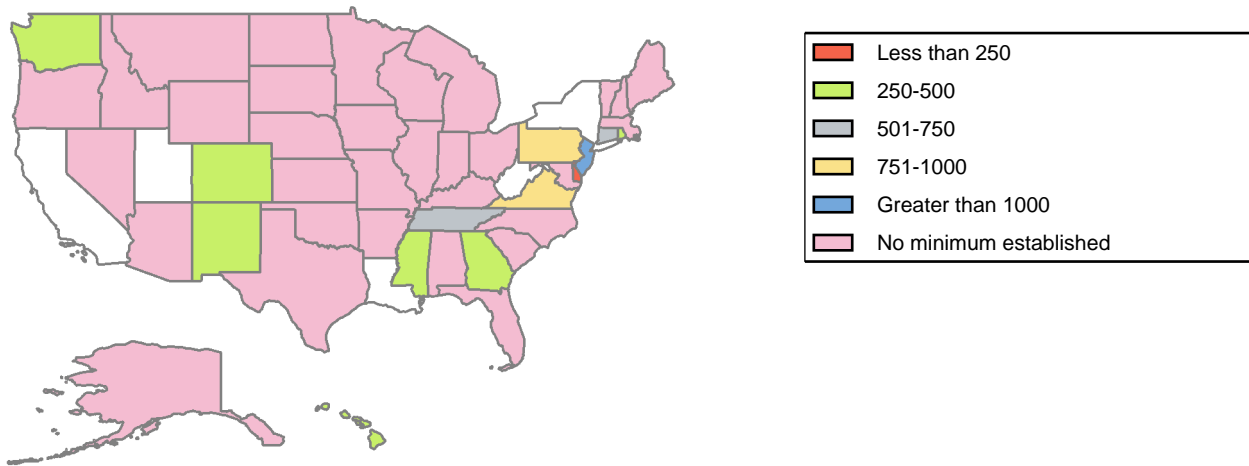 Less than 250
250-500
501-750
751-1000
Greater than 1000
No minimum established